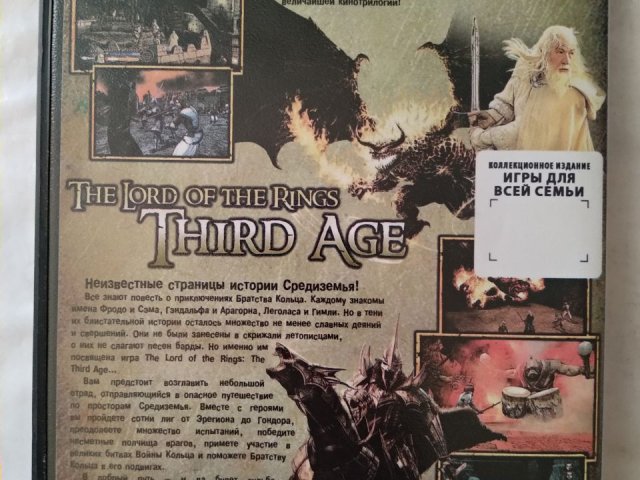 величайшей кинотрилогии!
КОЛЛЕКЦИОННОЕ ИЗДАНИЕ
ИГРЫ ДЛЯ
ВСЕЙ СЕМЬИ
THE LORD OF THE RINGS
THIRD AGE
Неизвестные страницы истории Средиземья!
Все знают повесть о приключениях Братства Кольца. Каждому знакомы
имена Фродо и Сэма, Гэндальфа и Арагорна, Леголаса и Гимли. Но в тени
их блистательной истории осталось множество не менее славных деяний
и свершений. Они не были занесены в скрижали летописцами,
о них не слагают песен барды. Но именно им
посвящена игра The Lord of the Rings: The
Third Age...
Вам предстоит возглавить небольшой
отряд, отправляющийся в опасное путешествие
по просторам Средиземья. Вместе с героями
вы пройдете сотни лиг от Эрегиона до Гондора,
преодолеете множество испытаний, победите
несметные полчища врагов, примете участие в
великих битвах Войны Кольца и поможете Братству
Кольца в его подвигах.
В добрый путь – и да будет